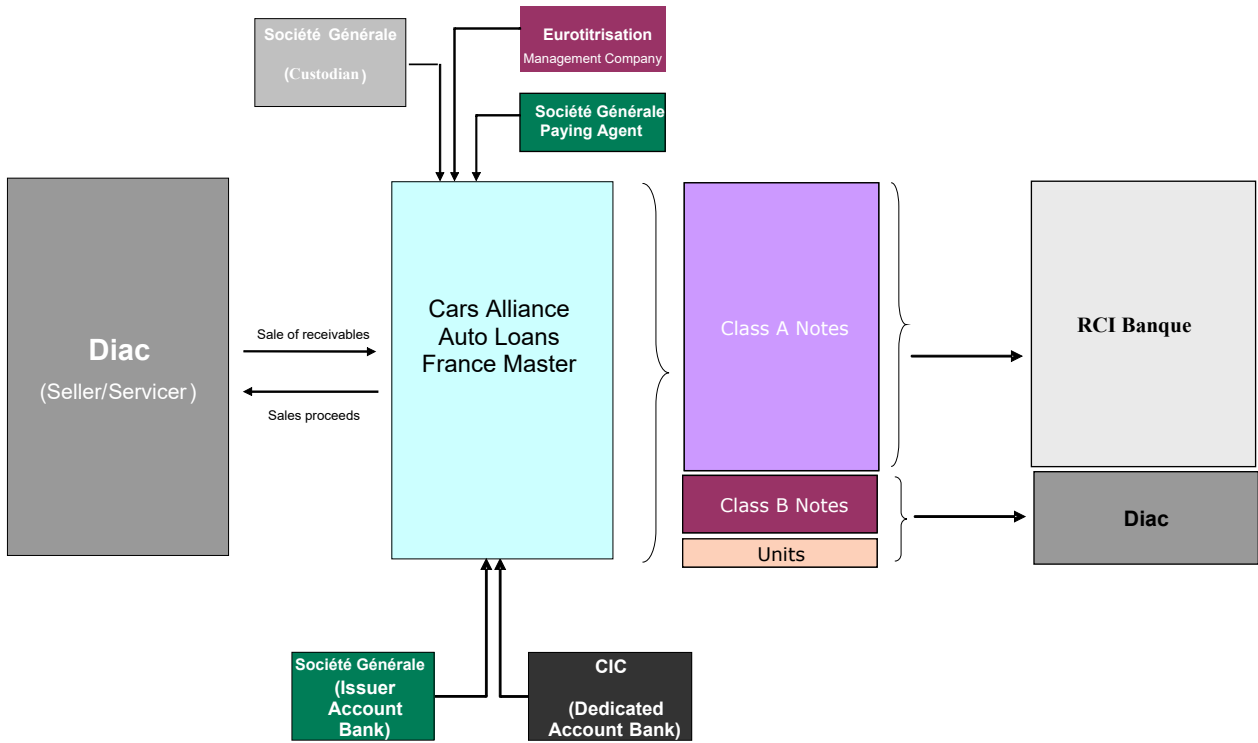 Société Générale
(Custodian)
Eurotitrisation
Management Company
Société Générale
Paying Agent
Diac
(Seller/Servicer)
Sale of receivables
Sales proceeds
Cars Alliance
Auto Loans
France Master
Class A Notes
Class B Notes
Units
RCI Banque
Diac
Société Générale
(Issuer
Account
Bank)
CIC
(Dedicated
Account Bank)